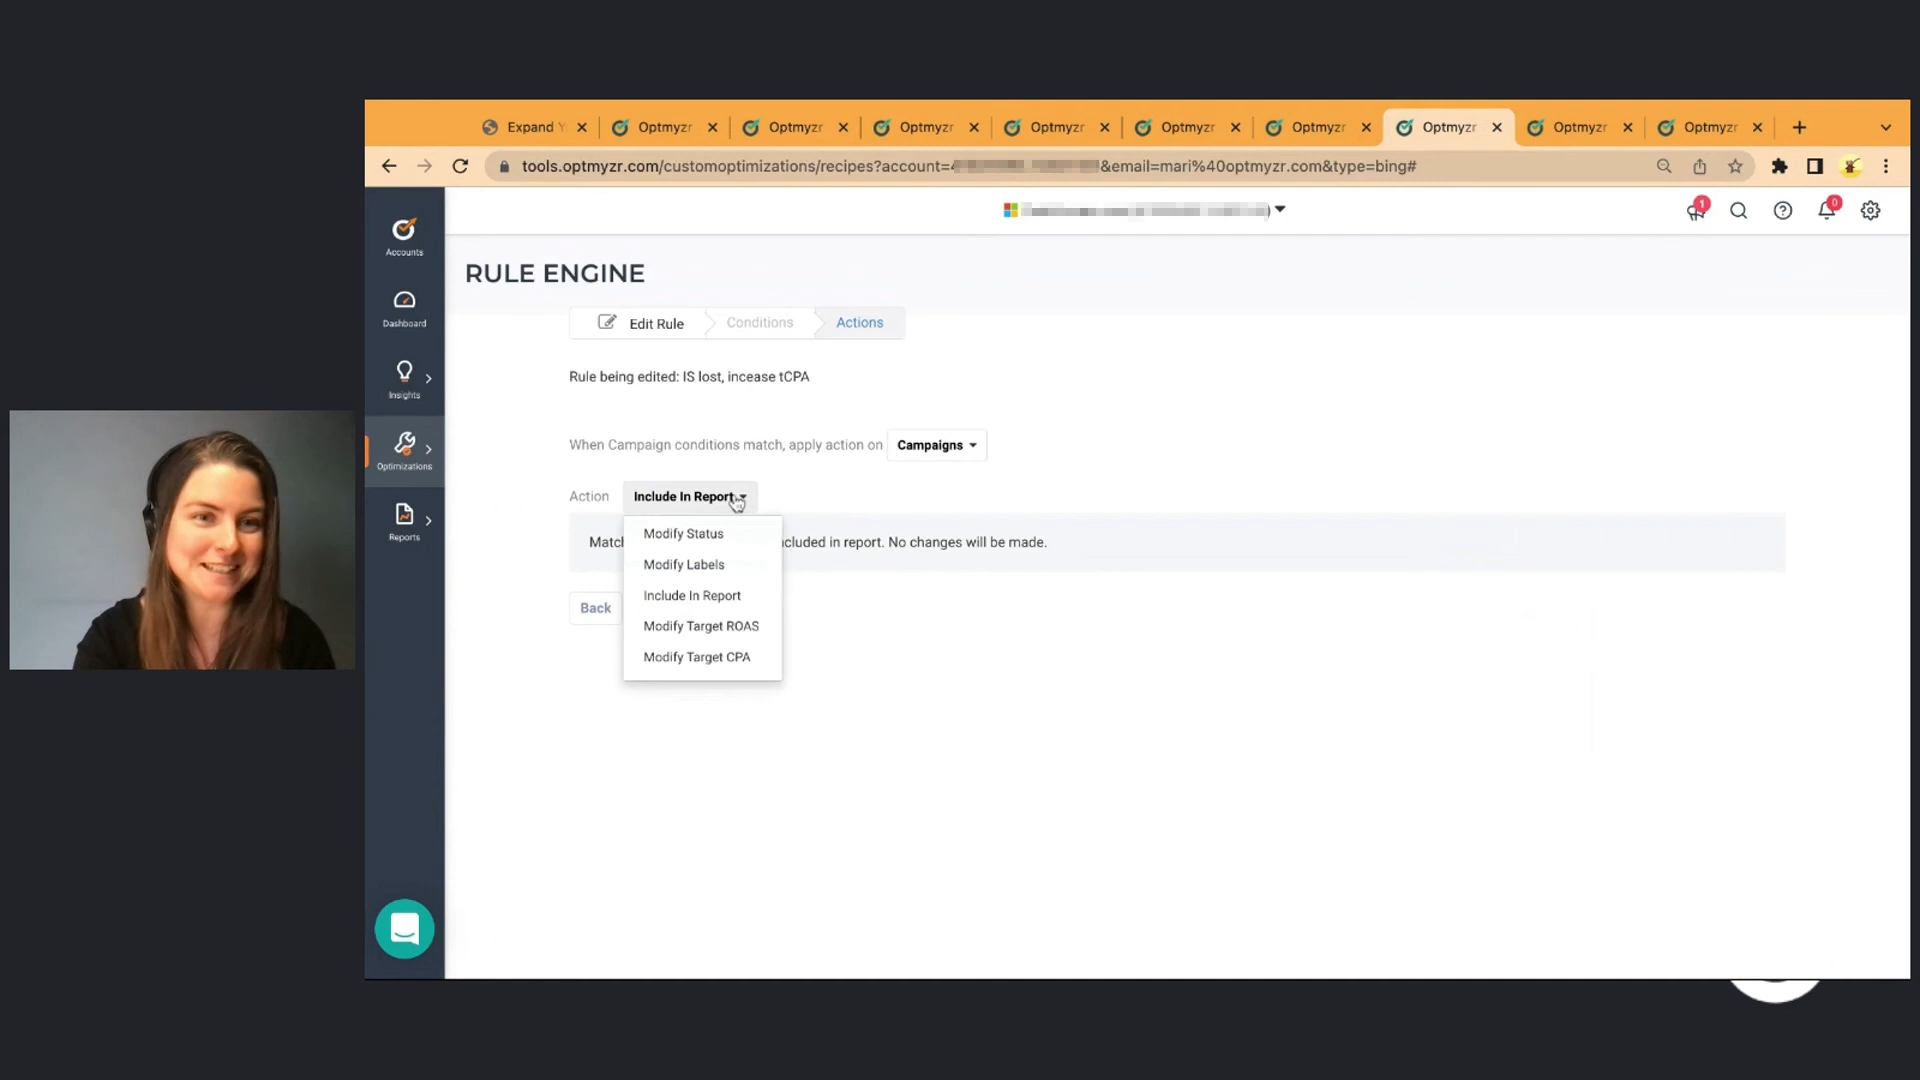 Expand Y
Optmyzr
Optmyzr
Optmyzr
Optmyzr
Optmyzr
Optmyzr
Optmyzr
Optmyzr
Optmyzr
tools.optmyzr.com/customoptimizations/recipes?account=
&email=mari%40optmyzr.com&type=bing#
1
0
Accounts
Dashboard
Insights
Optimizations
Reports
RULE ENGINE
Edit Rule
Conditions
Actions
Rule being edited: IS lost, incease tCPA
When Campaign conditions match, apply action on Campaigns
Action Include In Report
Modify Status
Modify Labels
Include In Report
Modify Target ROAS
Modify Target CPA
in report. No changes will be made.
Back